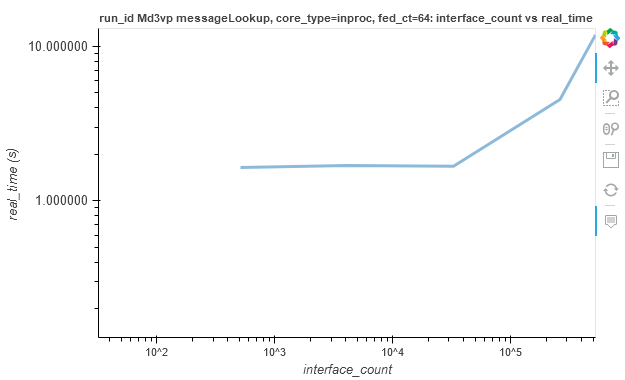 run_id Md3vp messageLookup, core_type=inproc, fed_ct=64: interface_count vs real_time
10.000000
1.000000
real_time (s)
10^2 10^3 10^4 10^5
interface_count